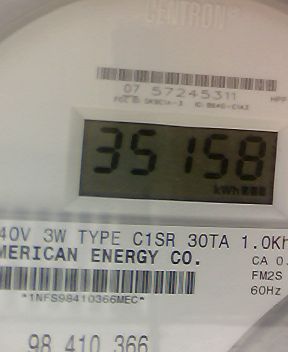 CENTRON®
07 57245311
35158
kWh
40V 3W TYPE C1SR 30TA 1.0Kh
MERICAN ENERGY CO.
CA 0.
FM2S
*1NFS98410366MEC*
60Hz
98 410 366